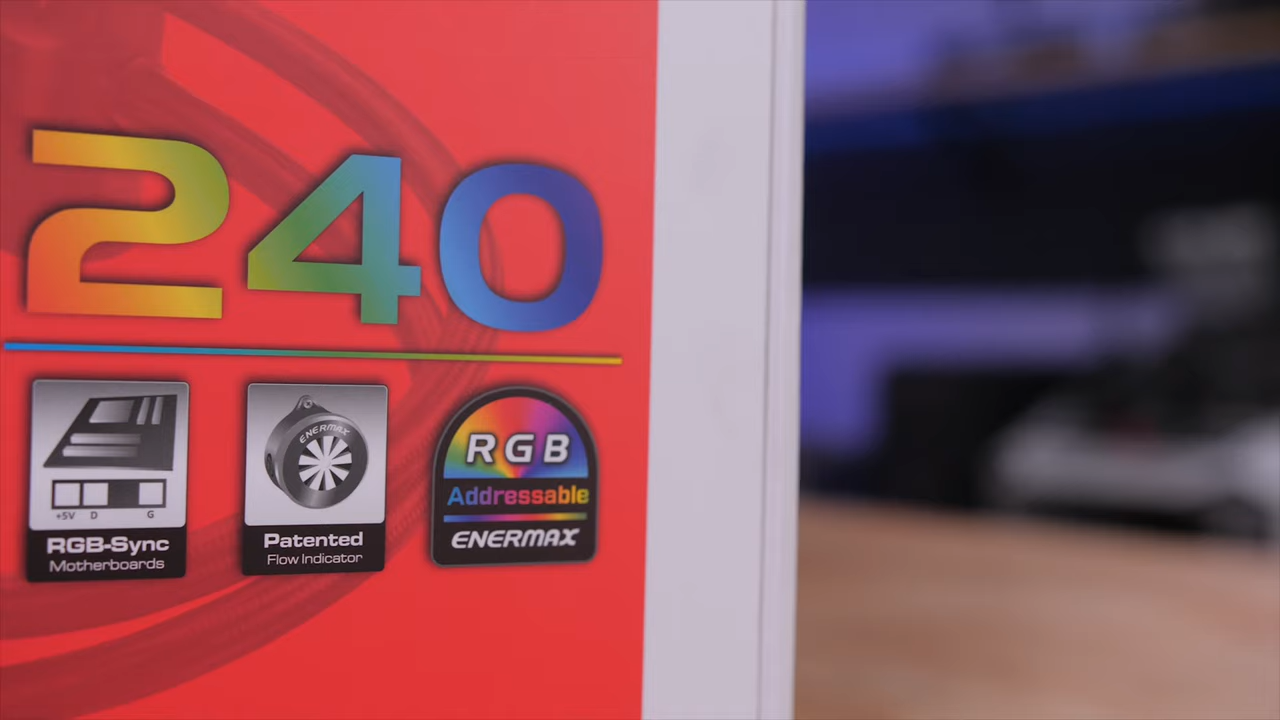 240
+5V D G
RGB-Sync
Motherboards
ENERMAX
Patented
Flow Indicator
RGB
Addressable
ENERMAX